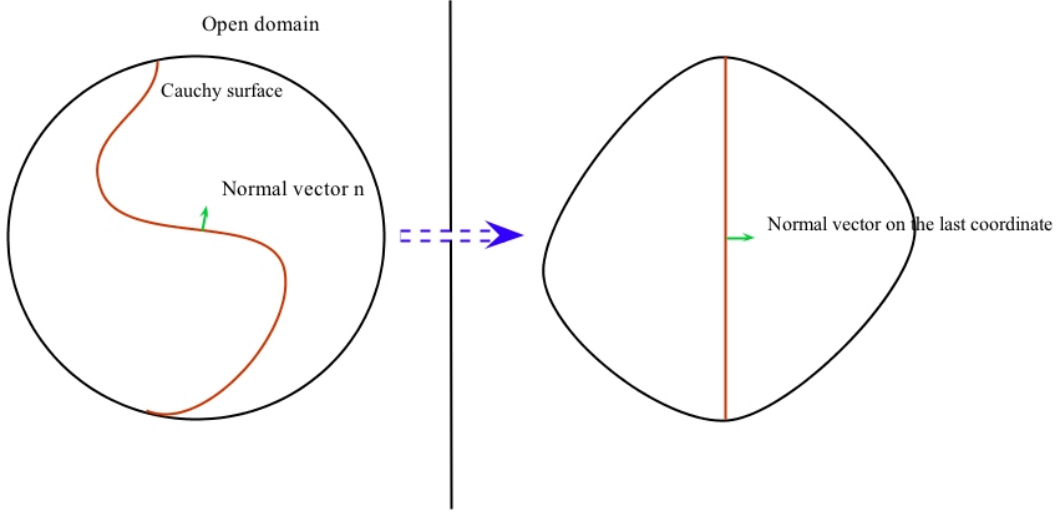 Open domain
Cauchy surface
Normal vector n
Normal vector on the last coordinate